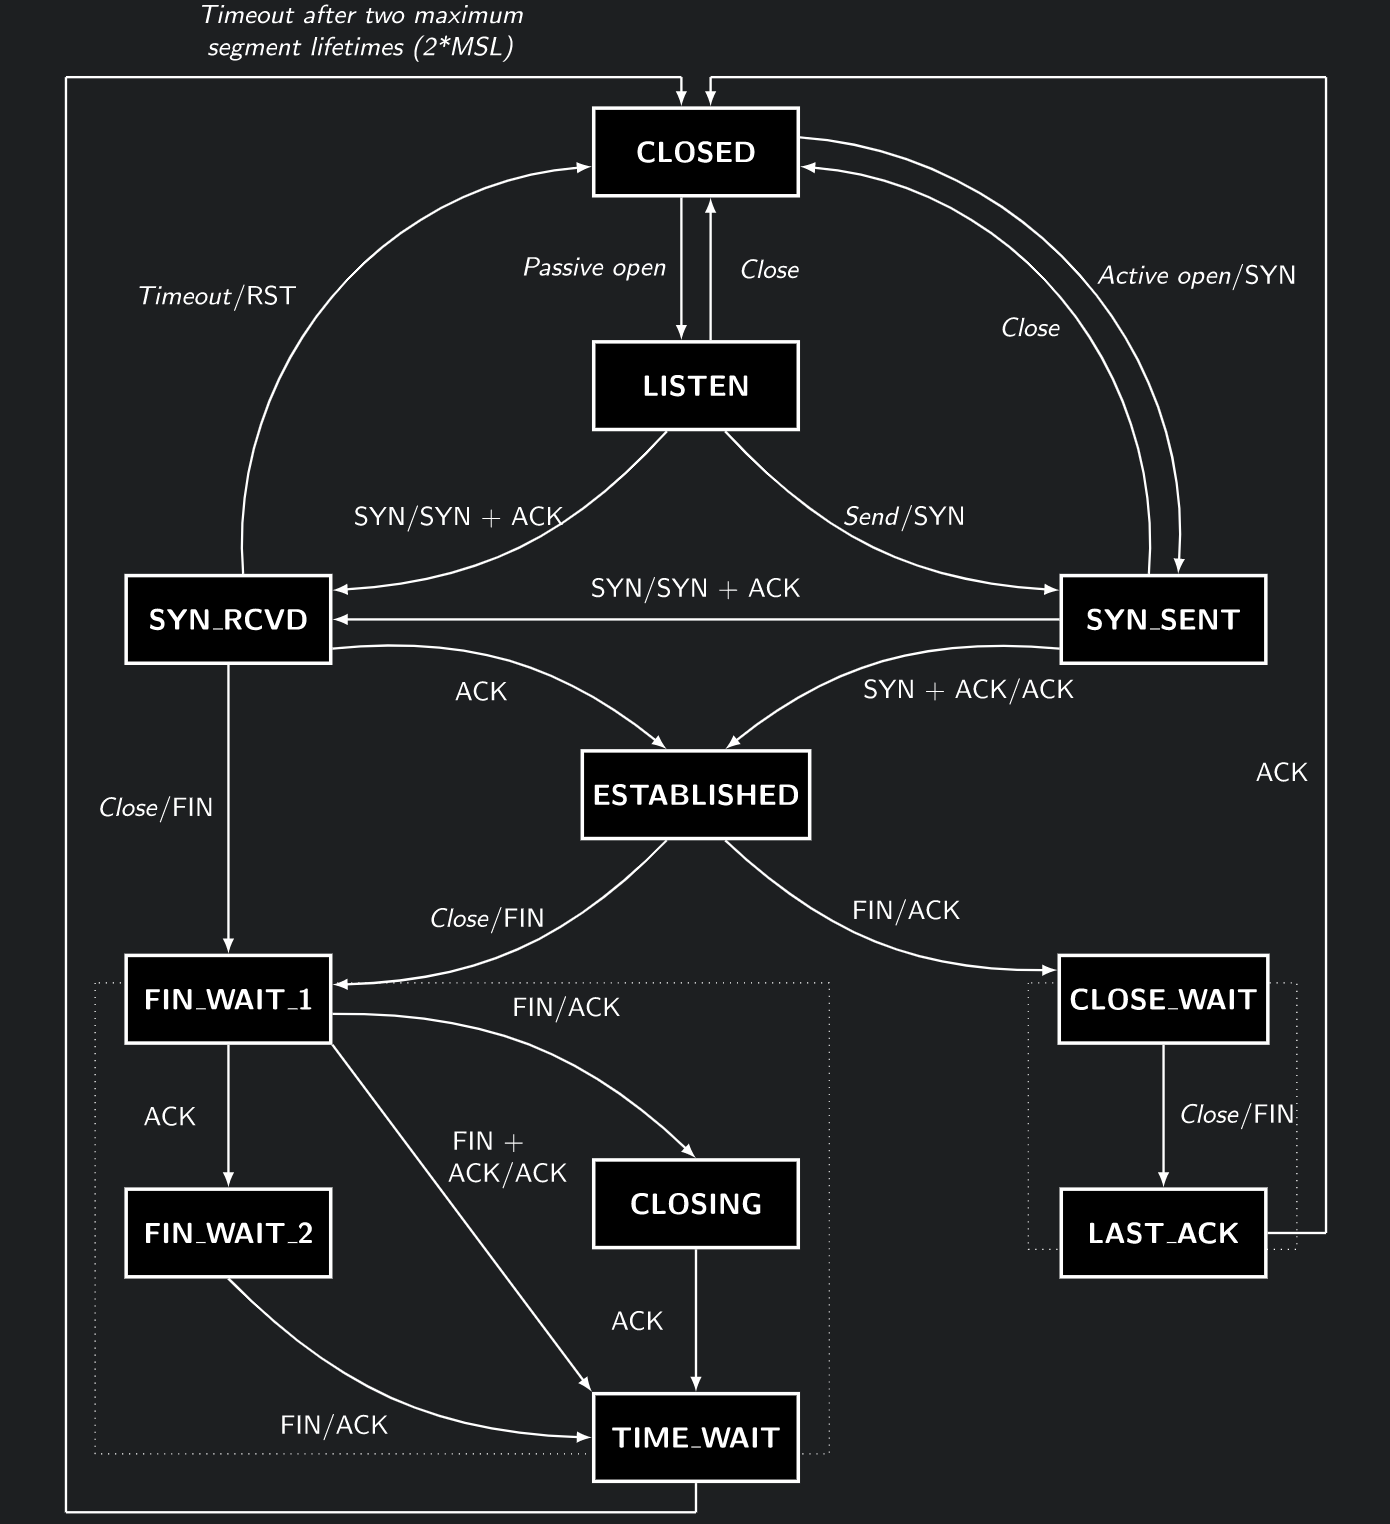 Timeout after two maximum
segment lifetimes (2*MSL)
CLOSED
Passive open
Close
Timeout/RST
Active open/SYN
Close
LISTEN
SYN/SYN + ACK
Send/SYN
SYN/SYN + ACK
SYN_RCVD
SYN_SENT
ACK
SYN + ACK/ACK
ACK
ESTABLISHED
Close/FIN
Close/FIN
FIN/ACK
FIN_WAIT_1
CLOSE_WAIT
FIN/ACK
ACK
Close/FIN
FIN +
ACK/ACK
CLOSING
FIN_WAIT_2
LAST_ACK
ACK
FIN/ACK
TIME_WAIT